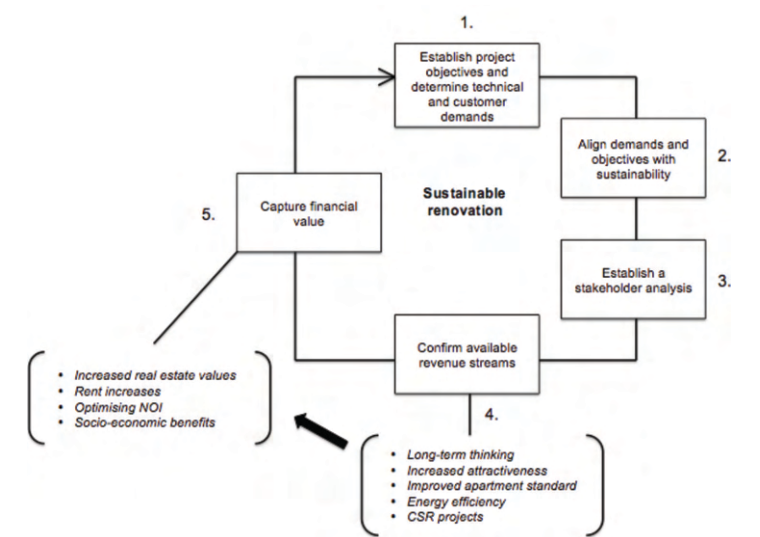 1.
Establish project
objectives and
determine technical
and customer
demands
Align demands and
objectives with
sustainability
2.
Sustainable
renovation
5.
Capture financial
value
Establish a
stakeholder analysis
3.
Confirm available
revenue streams
4.
• Increased real estate values
• Rent increases
• Optimising NOI
• Socio-economic benefits
• Long-term thinking
• Increased attractiveness
• Improved apartment standard
• Energy efficiency
• CSR projects